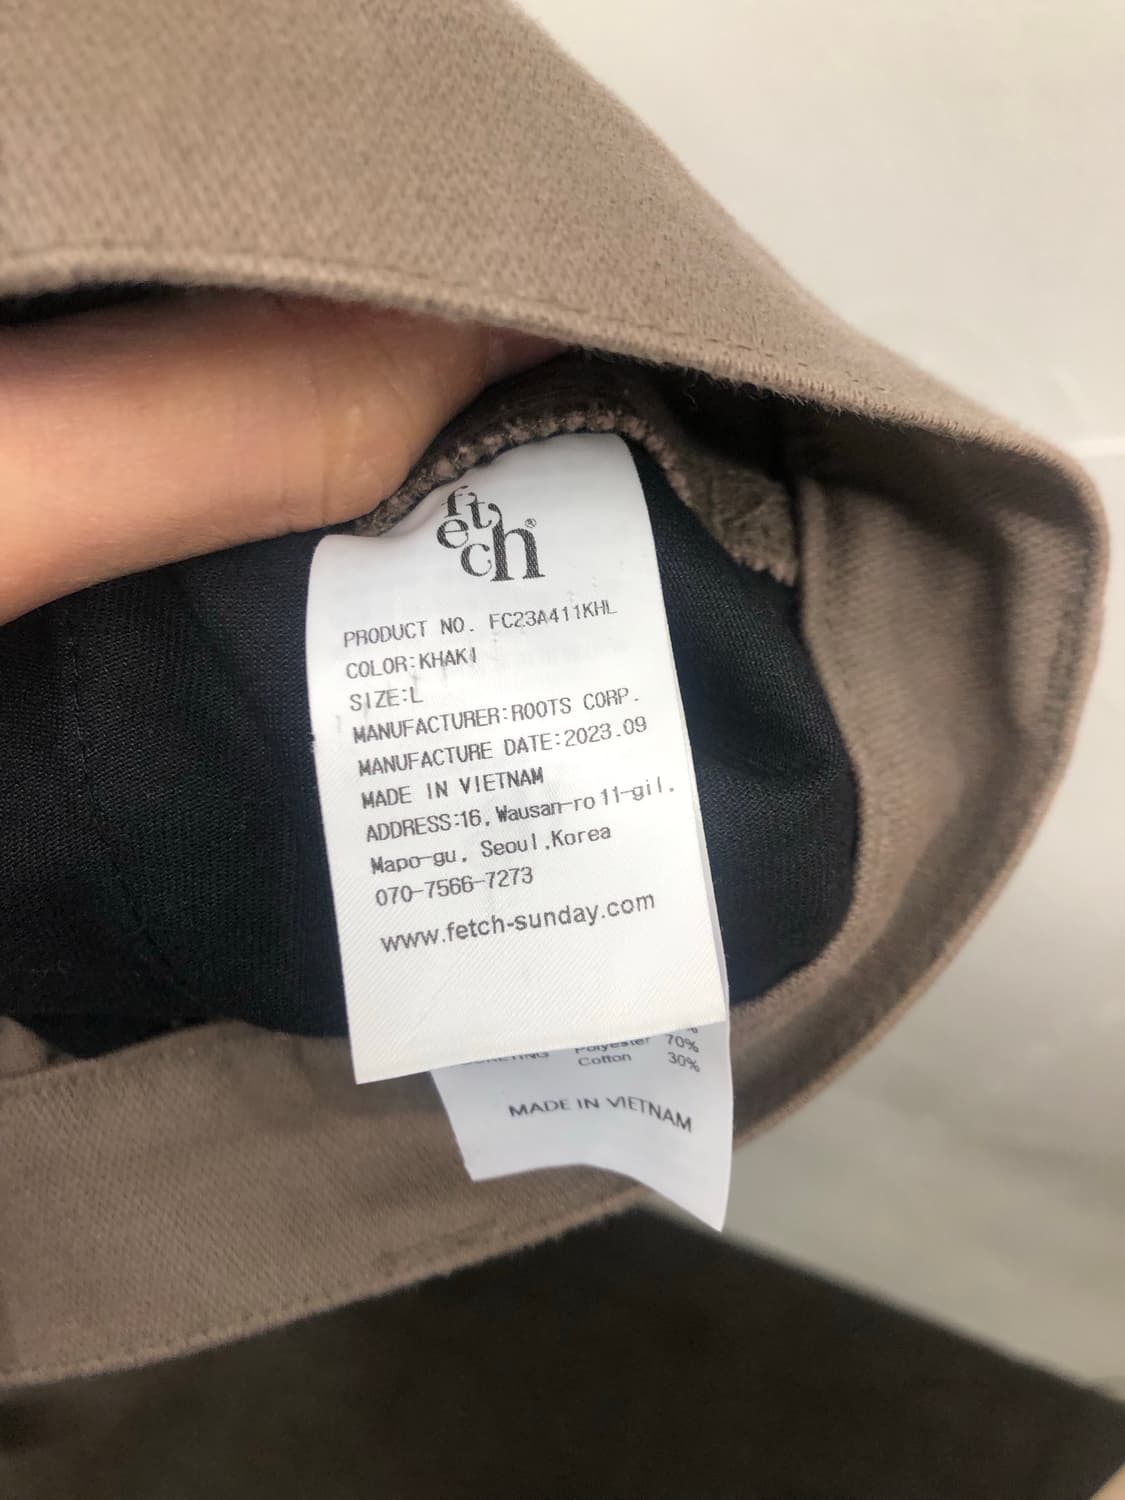 fetch®
PRODUCT NO. FC23A411KHL
COLOR:KHAKI
SIZE:L
MANUFACTURER:ROOTS CORP.
MANUFACTURE DATE:2023.09
MADE IN VIETNAM
ADDRESS:16, Wausan-ro 11-gil,
Mapo-gu, Seoul,Korea
070-7566-7273
www.fetch-sunday.com
Polyester 70%
Cotton 30%
MADE IN VIETNAM